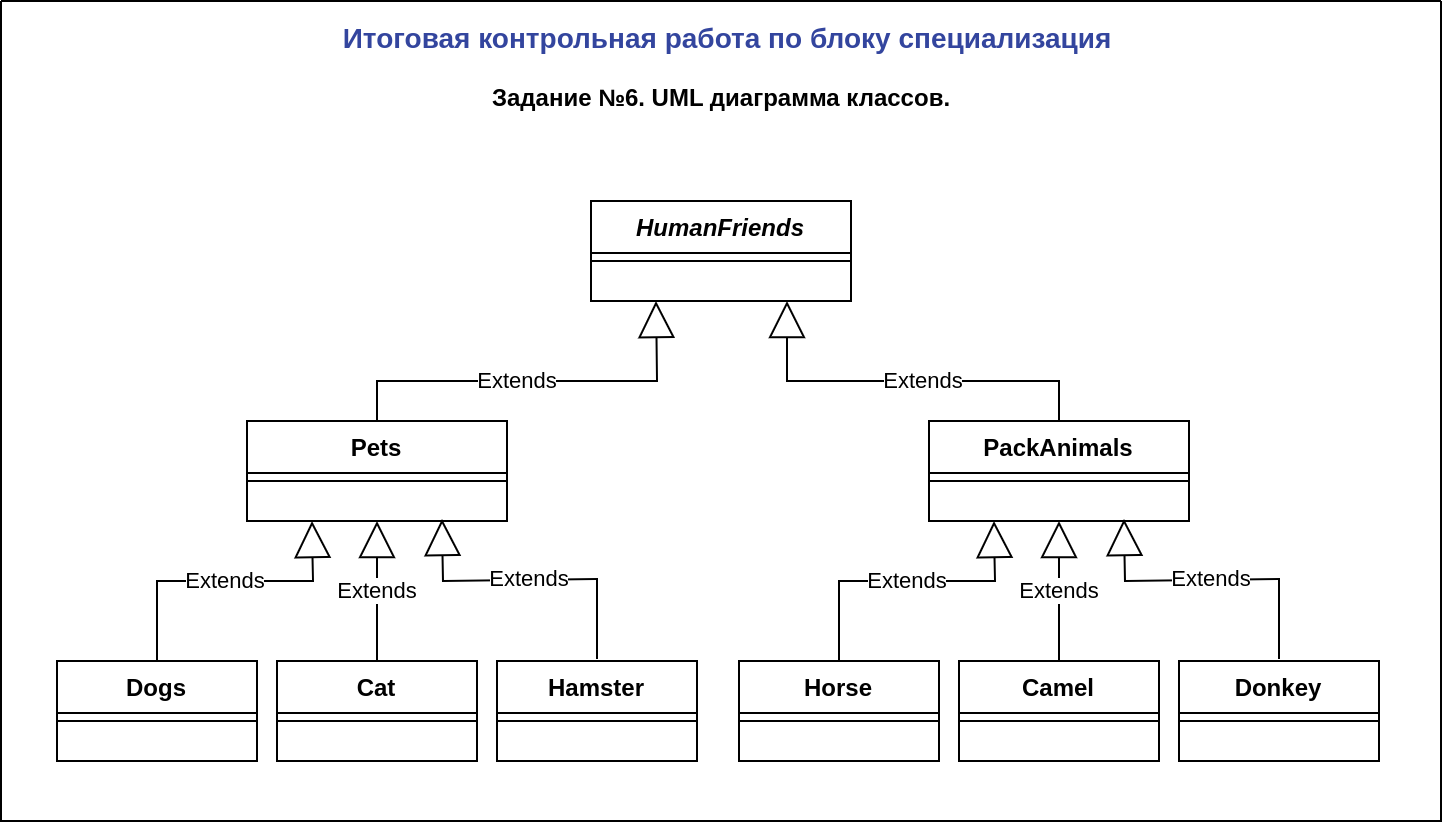 Итоговая контрольная работа по блоку специализация
Задание №6. UML диаграмма классов.
HumanFriends
Extends
Extends
Pets
PackAnimals
Extends
Extends
Extends
Extends
Extends
Extends
Dogs
Cat
Hamster
Horse
Camel
Donkey